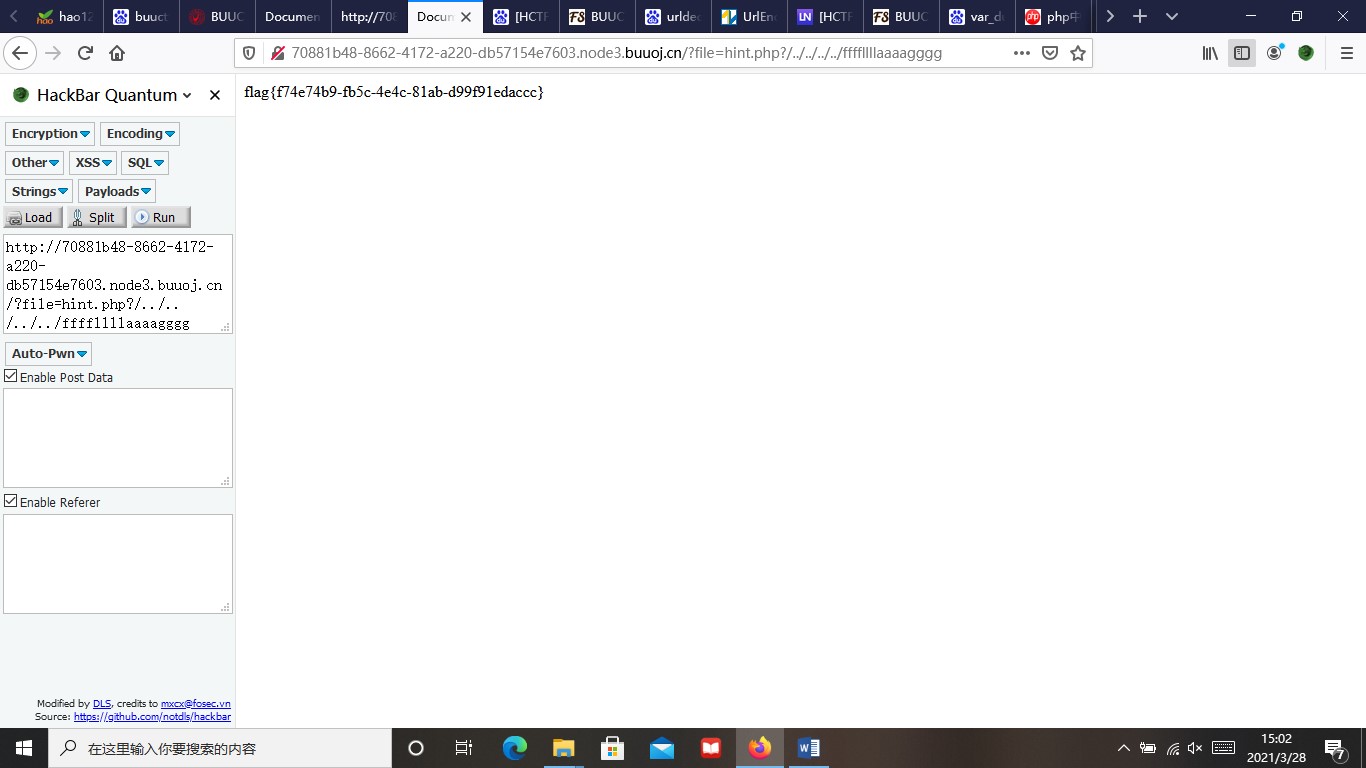 hao12
buuct
BUUC
Documen
http://708
Docum
[HCTF
BUUC
urldec
UrlEn
[HCTF
BUUC
var_du
php中
70881b48-8662-4172-a220-db57154e7603.node3.buuoj.cn/?file=hint.php?/../../../../ffffllllaaaagggg
HackBar Quantum
flag{f74e74b9-fb5c-4e4c-81ab-d99f91edaccc}
Encryption Encoding
Other XSS SQL
Strings Payloads
Load Split Run
http://70881b48-8662-4172-
a220-
db57154e7603.node3.buuoj.cn
/?file=hint.php?/../..
/../../ffffllllaaaagggg
Auto-Pwn
Enable Post Data
Enable Referer
Modified by DLS, credits to mxcx@fosec.vn
Source: https://github.com/notdls/hackbar
在这里输入你要搜索的内容
15:02
2021/3/28
7